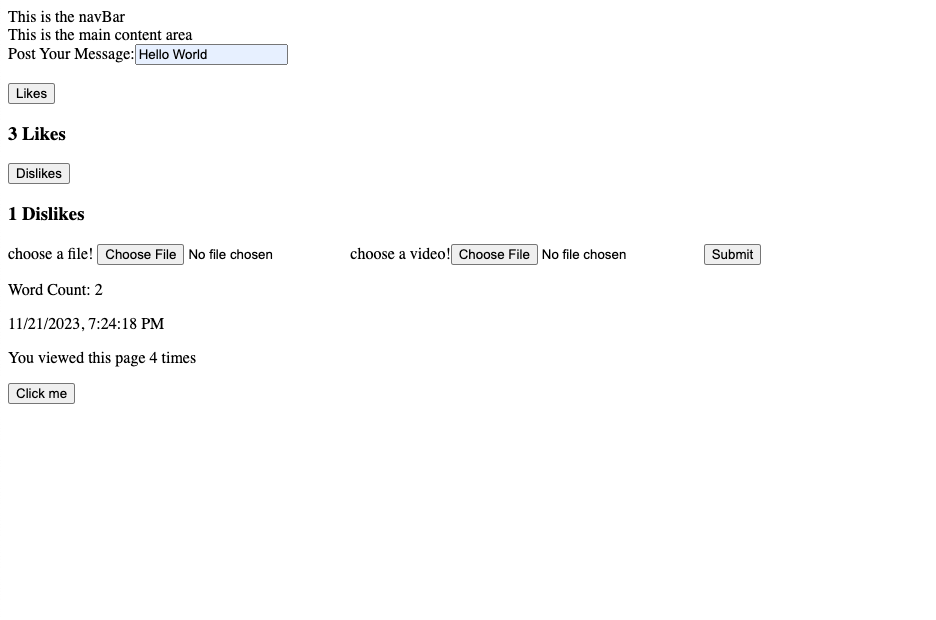 This is the navBar
This is the main content area
Post Your Message: Hello World
Likes
3 Likes
Dislikes
1 Dislikes
choose a file! Choose File No file chosen choose a video! Choose File No file chosen Submit
Word Count: 2
11/21/2023, 7:24:18 PM
You viewed this page 4 times
Click me